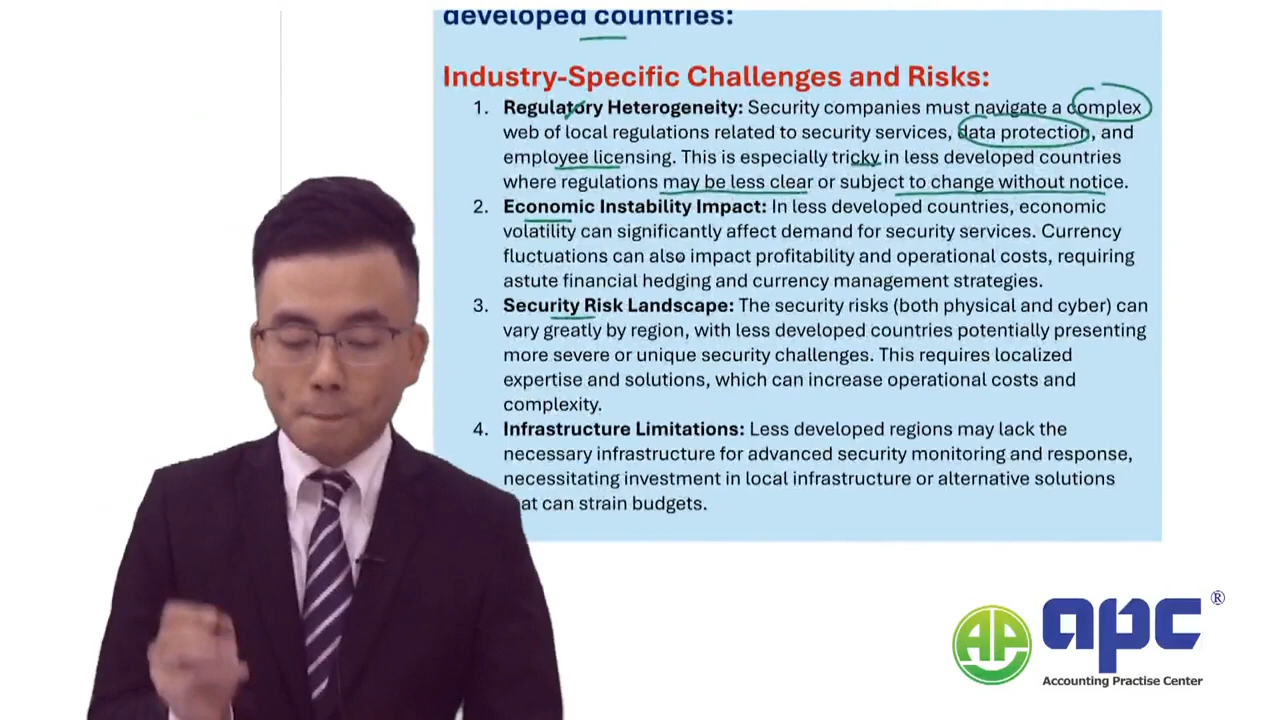 developed countries:
Industry-Specific Challenges and Risks:
1. Regulatory Heterogeneity: Security companies must navigate a complex
web of local regulations related to security services, data protection, and
employee licensing. This is especially tricky in less developed countries
where regulations may be less clear or subject to change without notice.
2. Economic Instability Impact: In less developed countries, economic
volatility can significantly affect demand for security services. Currency
fluctuations can also impact profitability and operational costs, requiring
astute financial hedging and currency management strategies.
3. Security Risk Landscape: The security risks (both physical and cyber) can
vary greatly by region, with less developed countries potentially presenting
more severe or unique security challenges. This requires localized
expertise and solutions, which can increase operational costs and
complexity.
4. Infrastructure Limitations: Less developed regions may lack the
necessary infrastructure for advanced security monitoring and response,
necessitating investment in local infrastructure or alternative solutions
can strain budgets.
AP apc ®
Accounting Practise Center